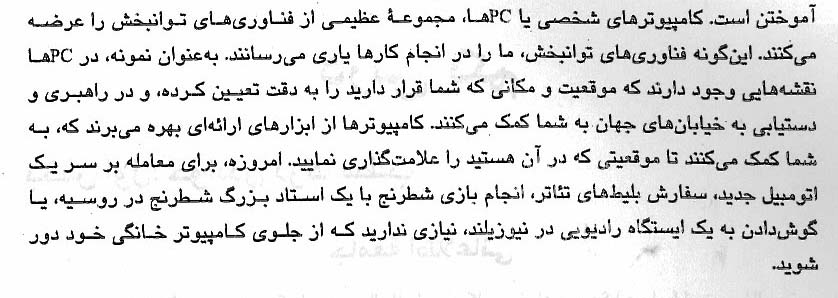 آموختن است. کامپیوترهای شخصی یا PCها، مجموعهٔ عظیمی از فناوری‌های توانبخش را عرضه
می‌کنند. این‌گونه فناوری‌های توانبخش، ما را در انجام کارها یاری می‌رسانند. به‌عنوان نمونه، در PCها
نقشه‌هایی وجود دارند که موقعیت و مکانی که شما قرار دارید را به دقت تعیین کرده، و در راهبری و
دستیابی به خیابان‌های جهان به شما کمک می‌کنند. کامپیوترها از ابزارهای ارائه‌ای بهره می‌برند که، به
شما کمک می‌کنند تا موقعیتی که در آن هستید را علامت‌گذاری نمایید. امروزه، برای معامله بر سر یک
اتومبیل جدید، سفارش بلیط‌های تئاتر، انجام بازی شطرنج با یک استاد بزرگ شطرنج در روسیه، یا
گوش‌دادن به یک ایستگاه رادیویی در نیوزیلند، نیازی ندارید که از جلوی کامپیوتر خانگی خود دور
شوید.